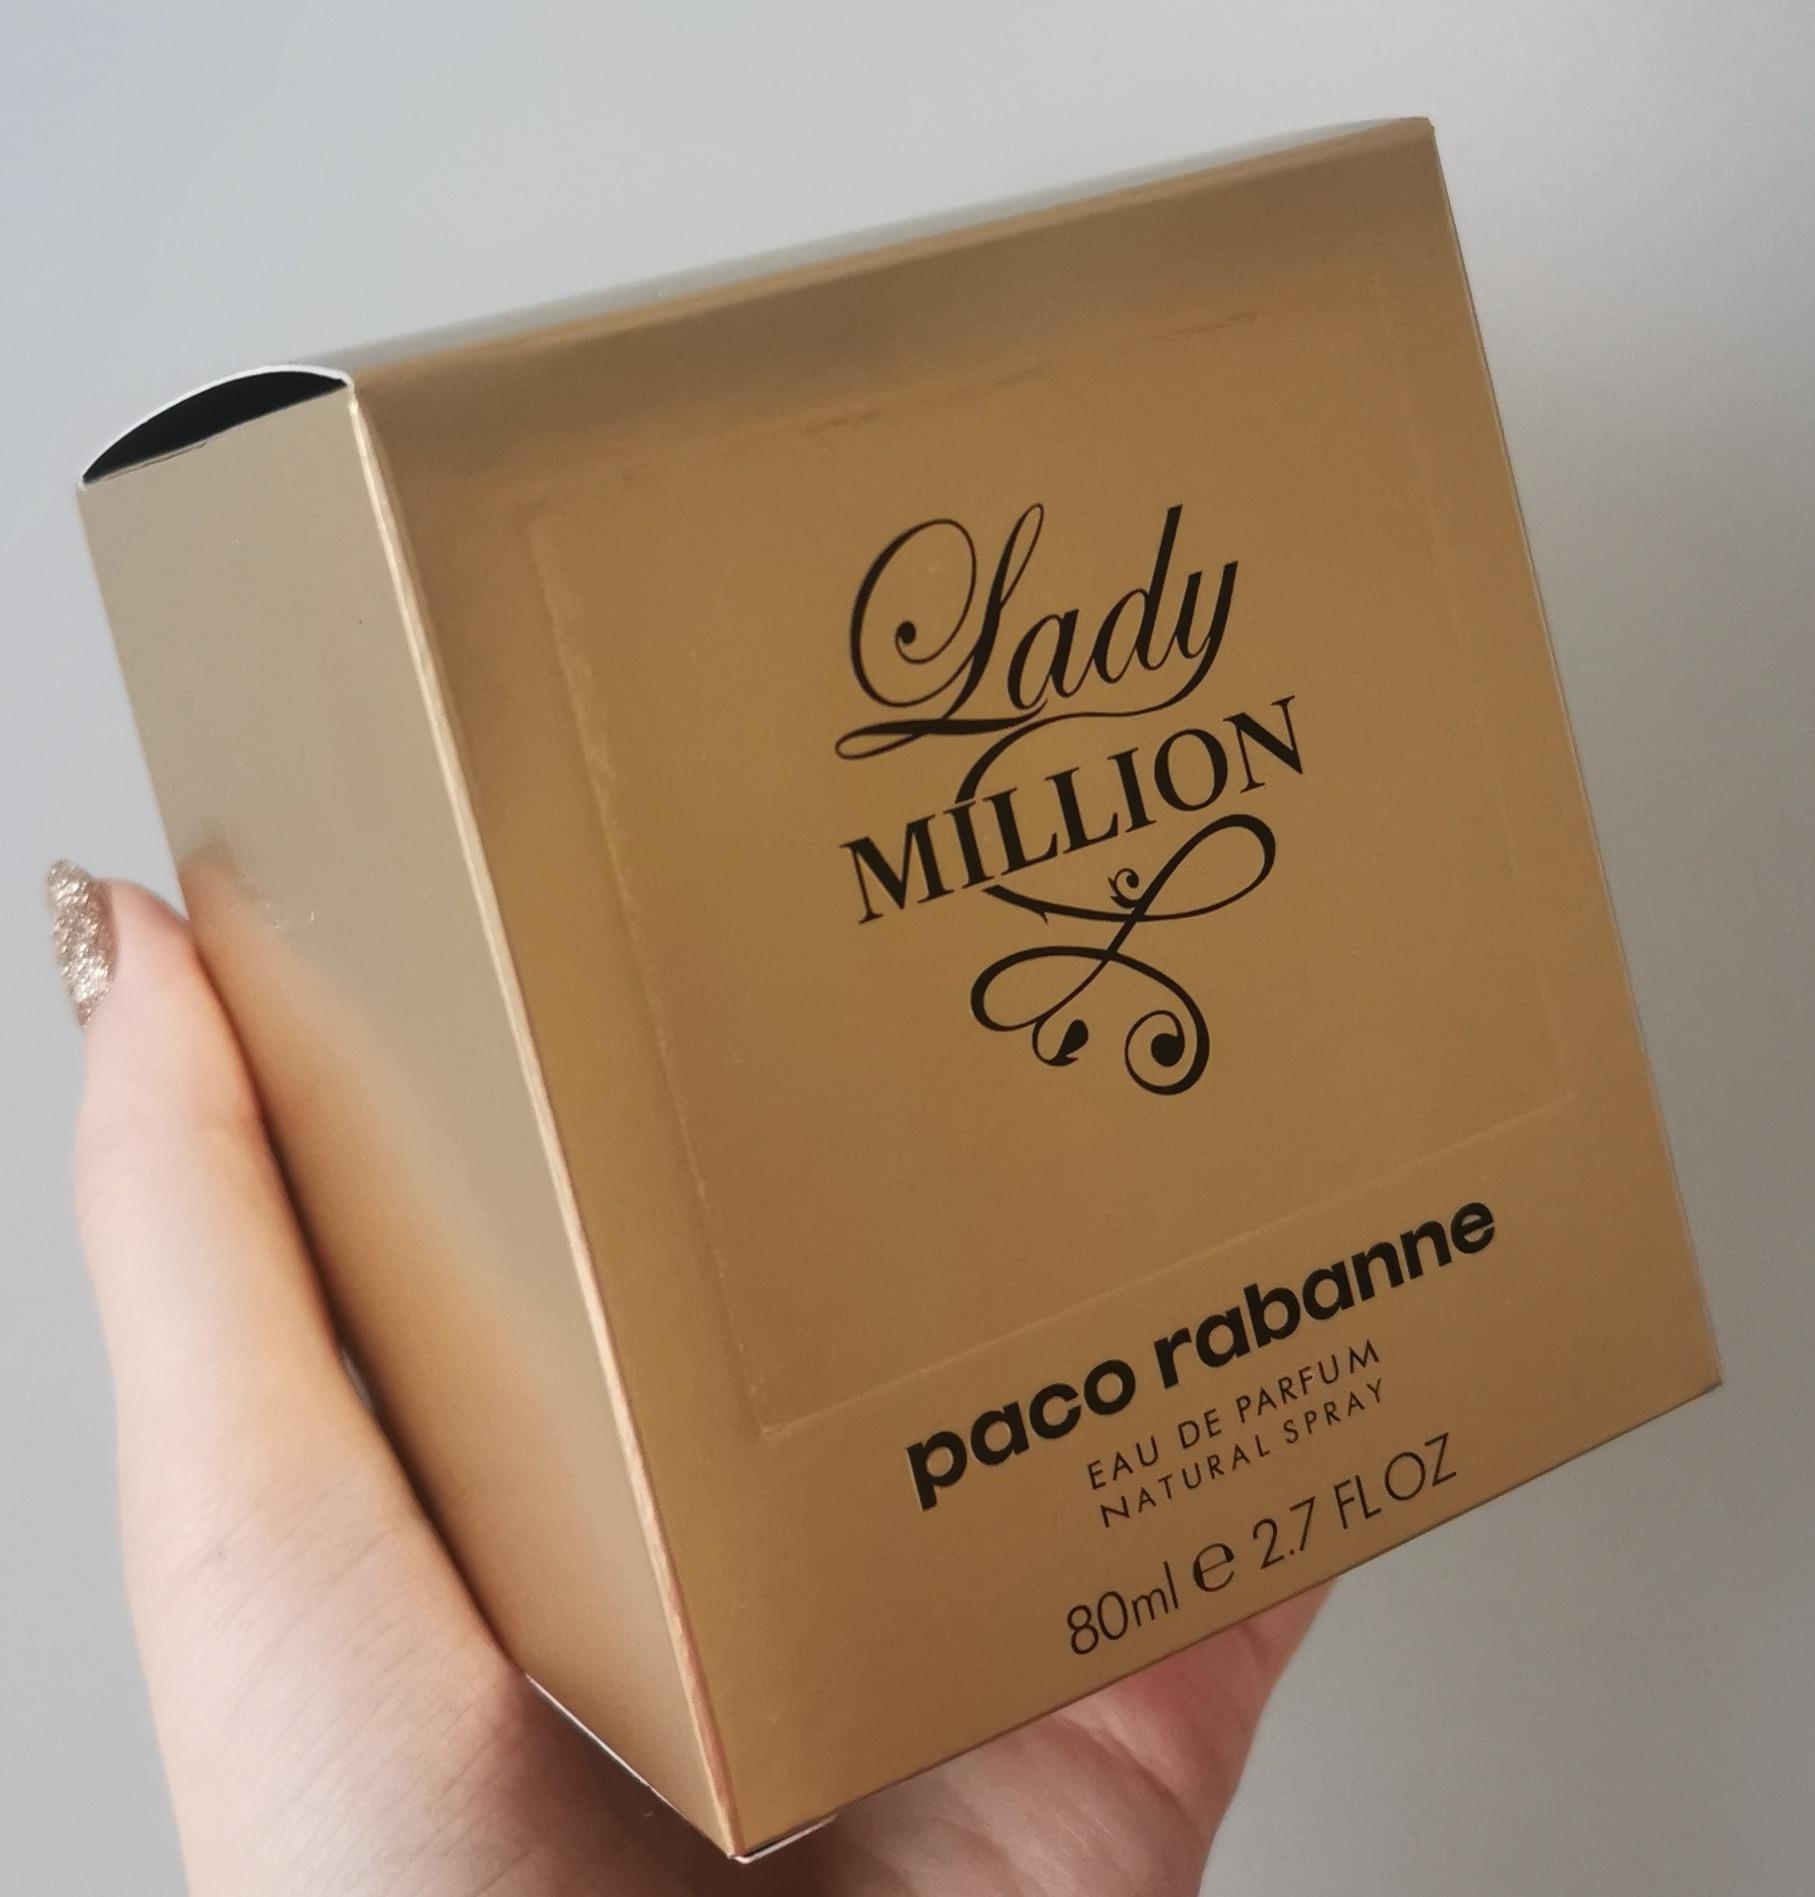 Lady
MILLION
paco rabanne
EAU DE PARFUM
NATURAL SPRAY
80ml ℮ 2.7 FL OZ